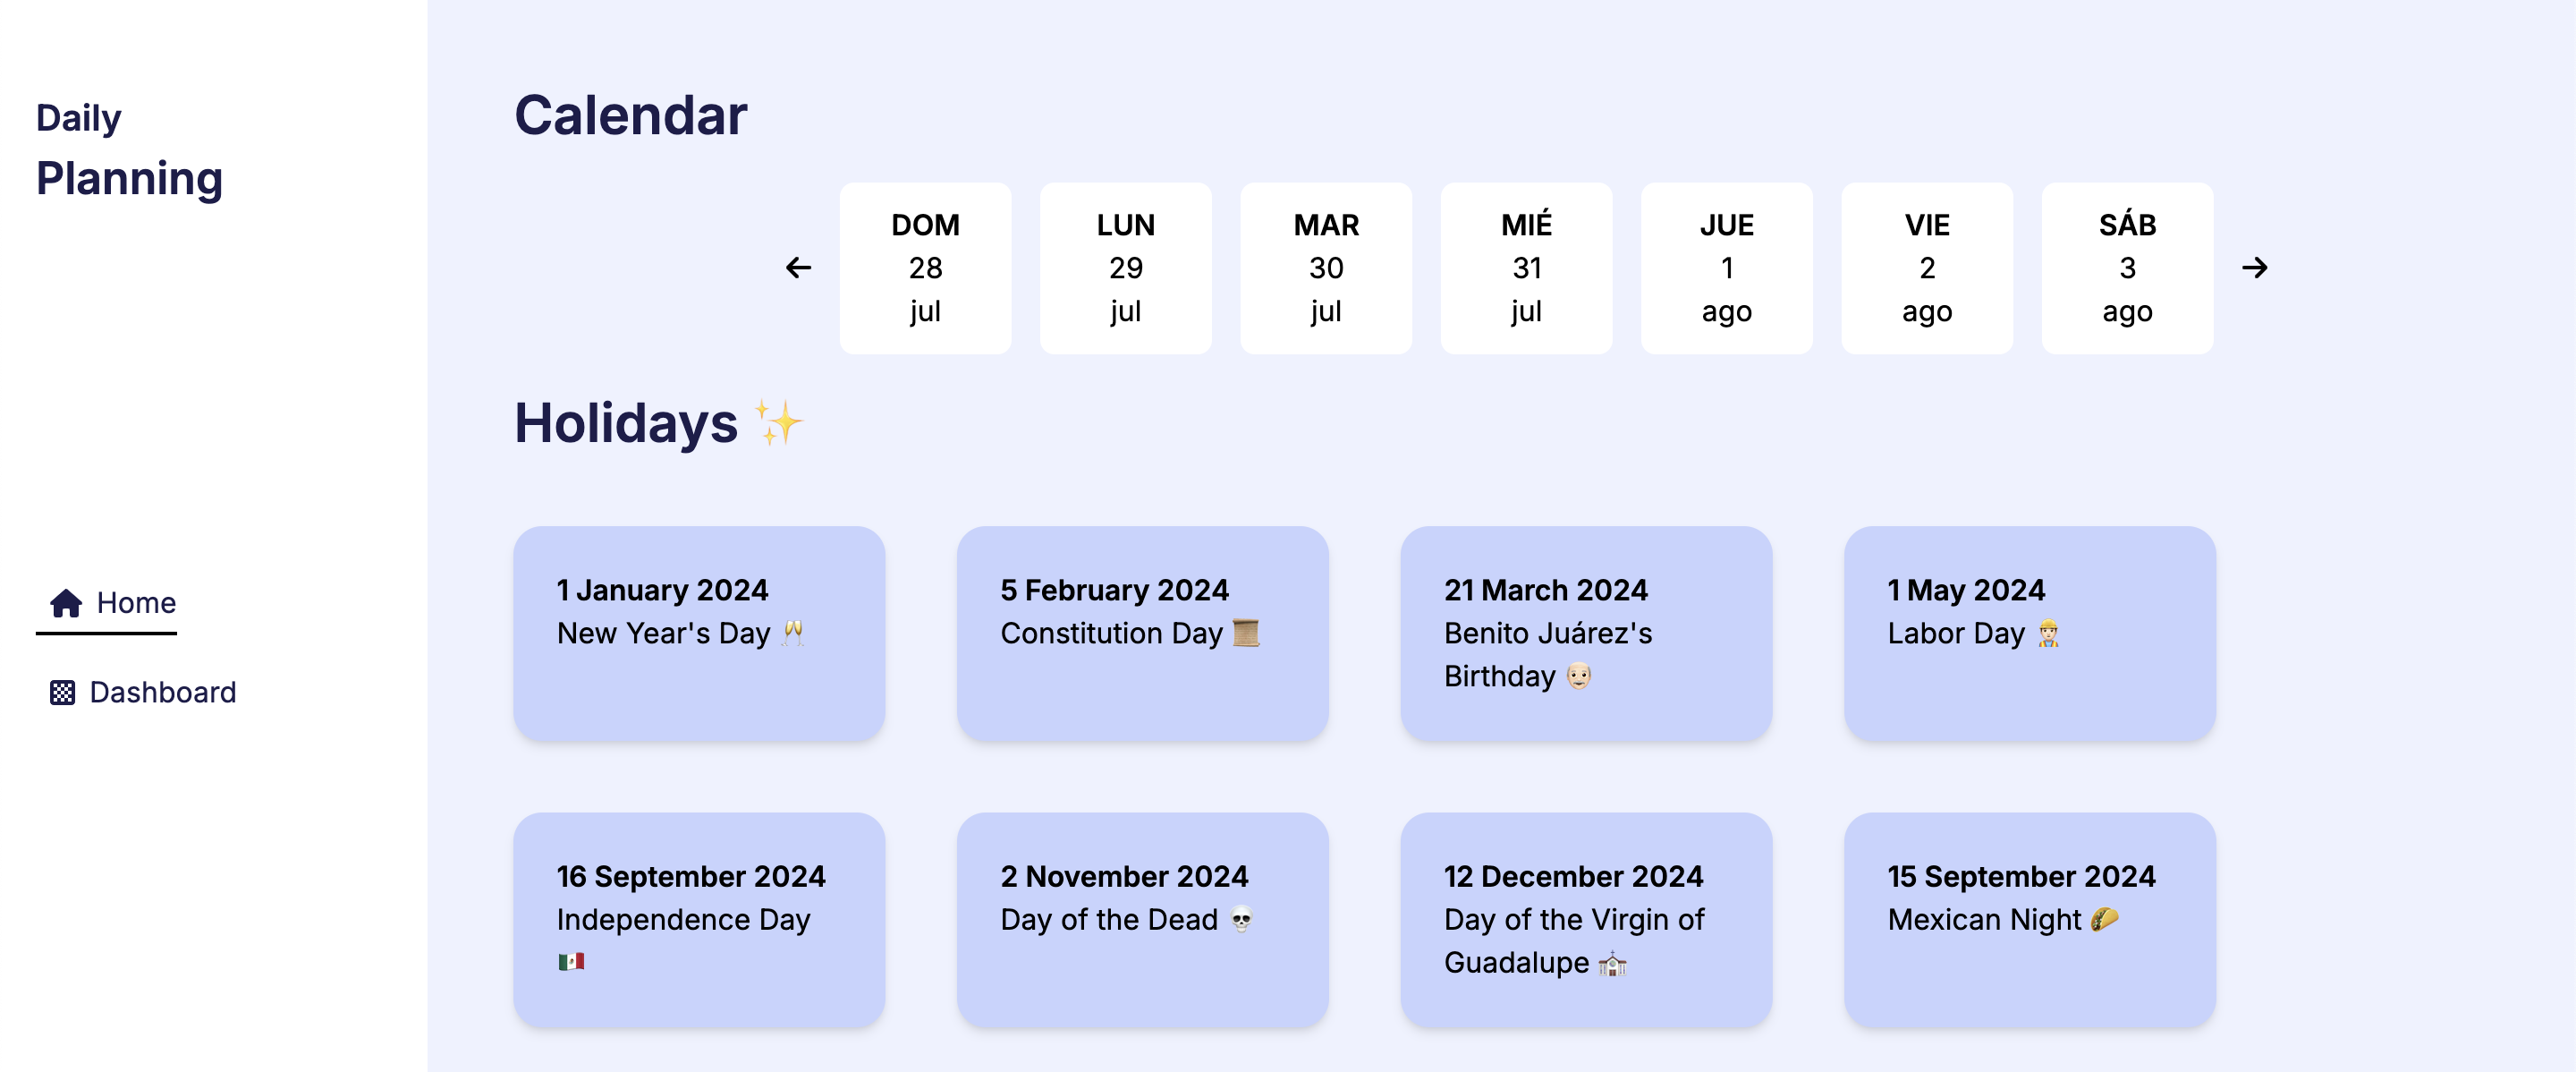 Daily
Planning
Home
Dashboard
Calendar
DOM
28
jul
LUN
29
jul
MAR
30
jul
MIÉ
31
jul
JUE
1
ago
VIE
2
ago
SÁB
3
ago
Holidays ✨
1 January 2024
New Year's Day 🥂
5 February 2024
Constitution Day 📜
21 March 2024
Benito Juárez's
Birthday 👨🏻‍🦲
1 May 2024
Labor Day 👷🏻
16 September 2024
Independence Day
🇲🇽
2 November 2024
Day of the Dead 💀
12 December 2024
Day of the Virgin of
Guadalupe ⛪
15 September 2024
Mexican Night 🌮